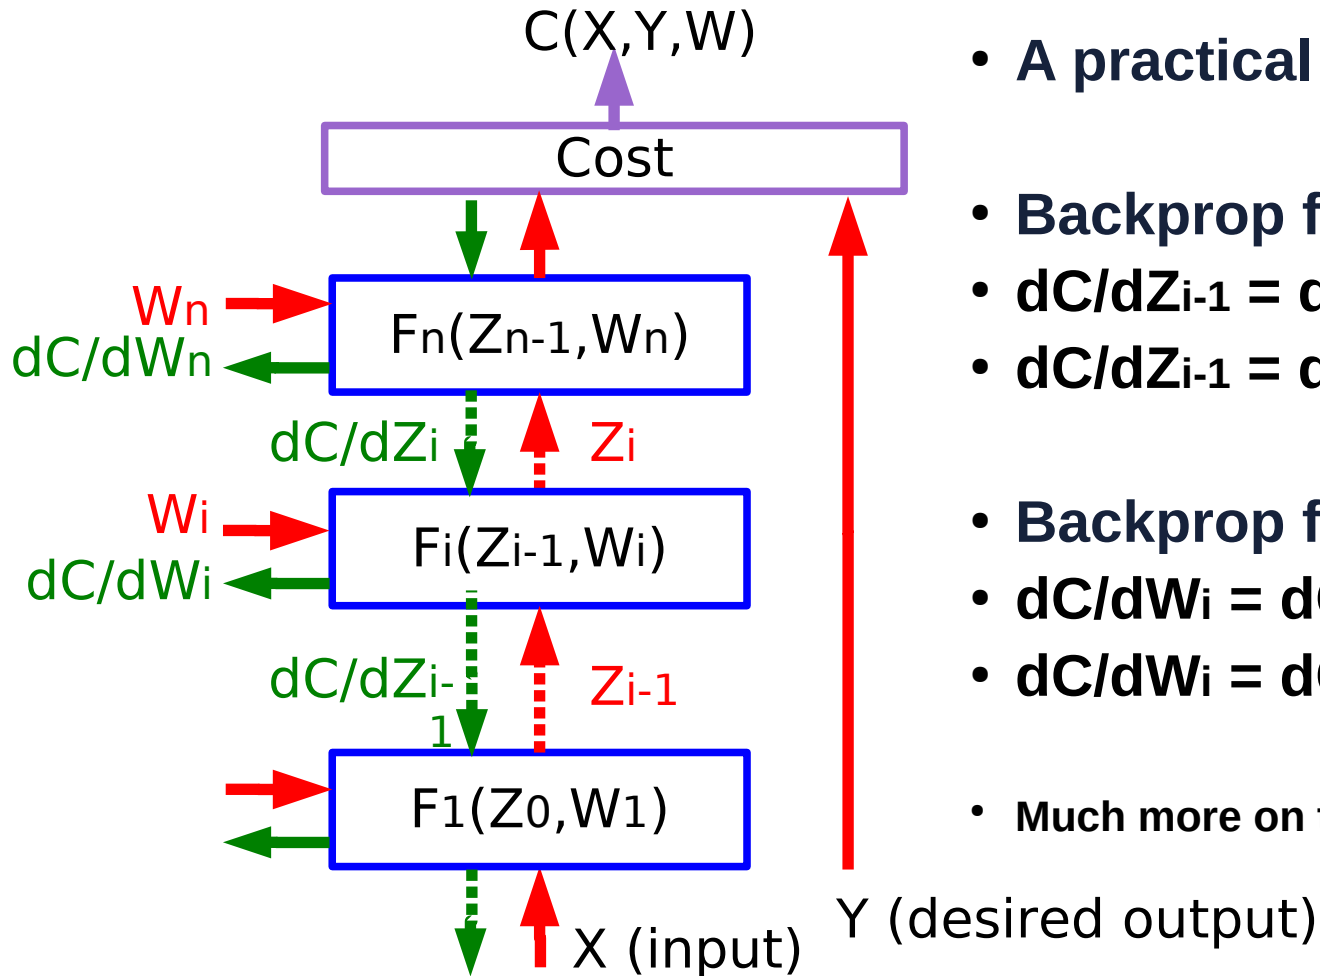 C(X,Y,W)
Cost
Wn
dC/dWn
Fn(Zn-1,Wn)
dC/dZi
Zi
Wi
dC/dWi
Fi(Zi-1,Wi)
dC/dZi-
1
Zi-1
F1(Z0,W1)
X (input)
Y (desired output)
• A practical
• Backprop f
• dC/dZi-1 = d
• dC/dZi-1 = d
• Backprop f
• dC/dWi = dC
• dC/dWi = dC
• Much more on